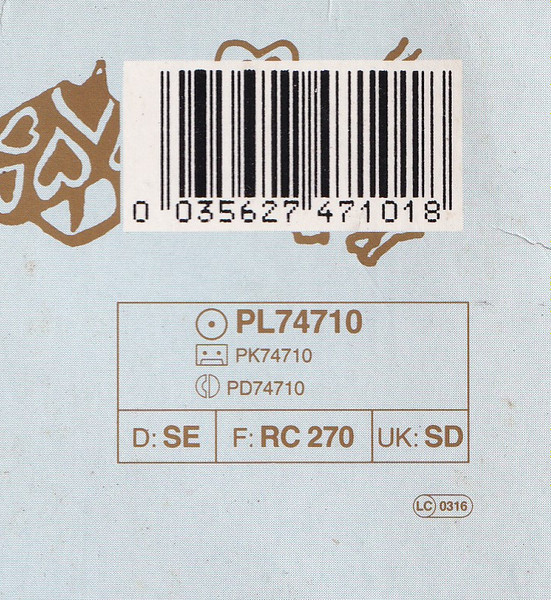 0 035627 471018
PL74710
PK74710
PD74710
D: SE F: RC 270 UK: SD
LC 0316